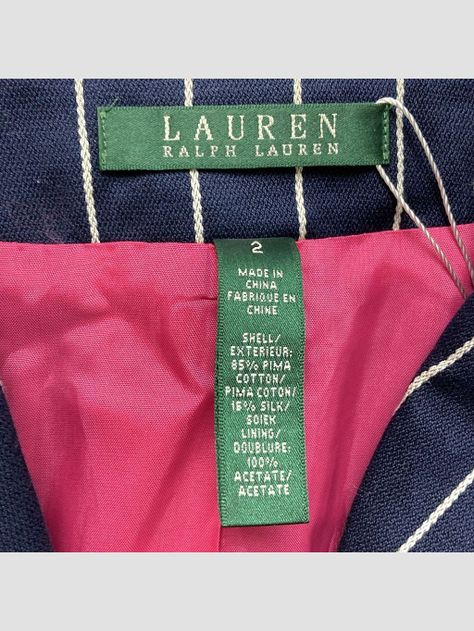 LAUREN
RALPH LAUREN
2
MADE IN
CHINA
FABRIQUE EN
CHINE
SHELL/
EXTERIEUR:
85% PIMA
COTTON/
PIMA COTON/
15% SILK/
SOIEK
LINING/
DOUBLURE:
100%
ACETATE/
ACETATE